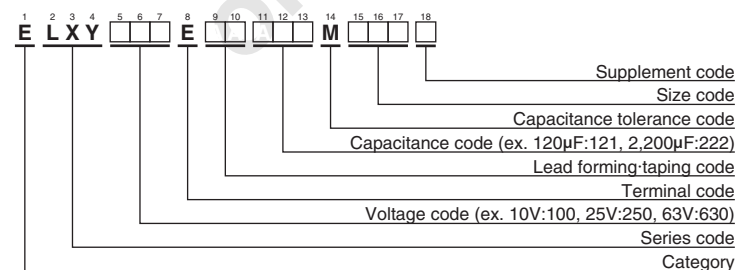 1 2 3 4 5 6 7 8 9 10 11 12 13 14 15 16 17 18
E L X Y □□□ E □□ □□□ M □□□ □
Supplement code
Size code
Capacitance tolerance code
Capacitance code (ex. 120µF:121, 2,200µF:222)
Lead forming·taping code
Terminal code
Voltage code (ex. 10V:100, 25V:250, 63V:630)
Series code
Category